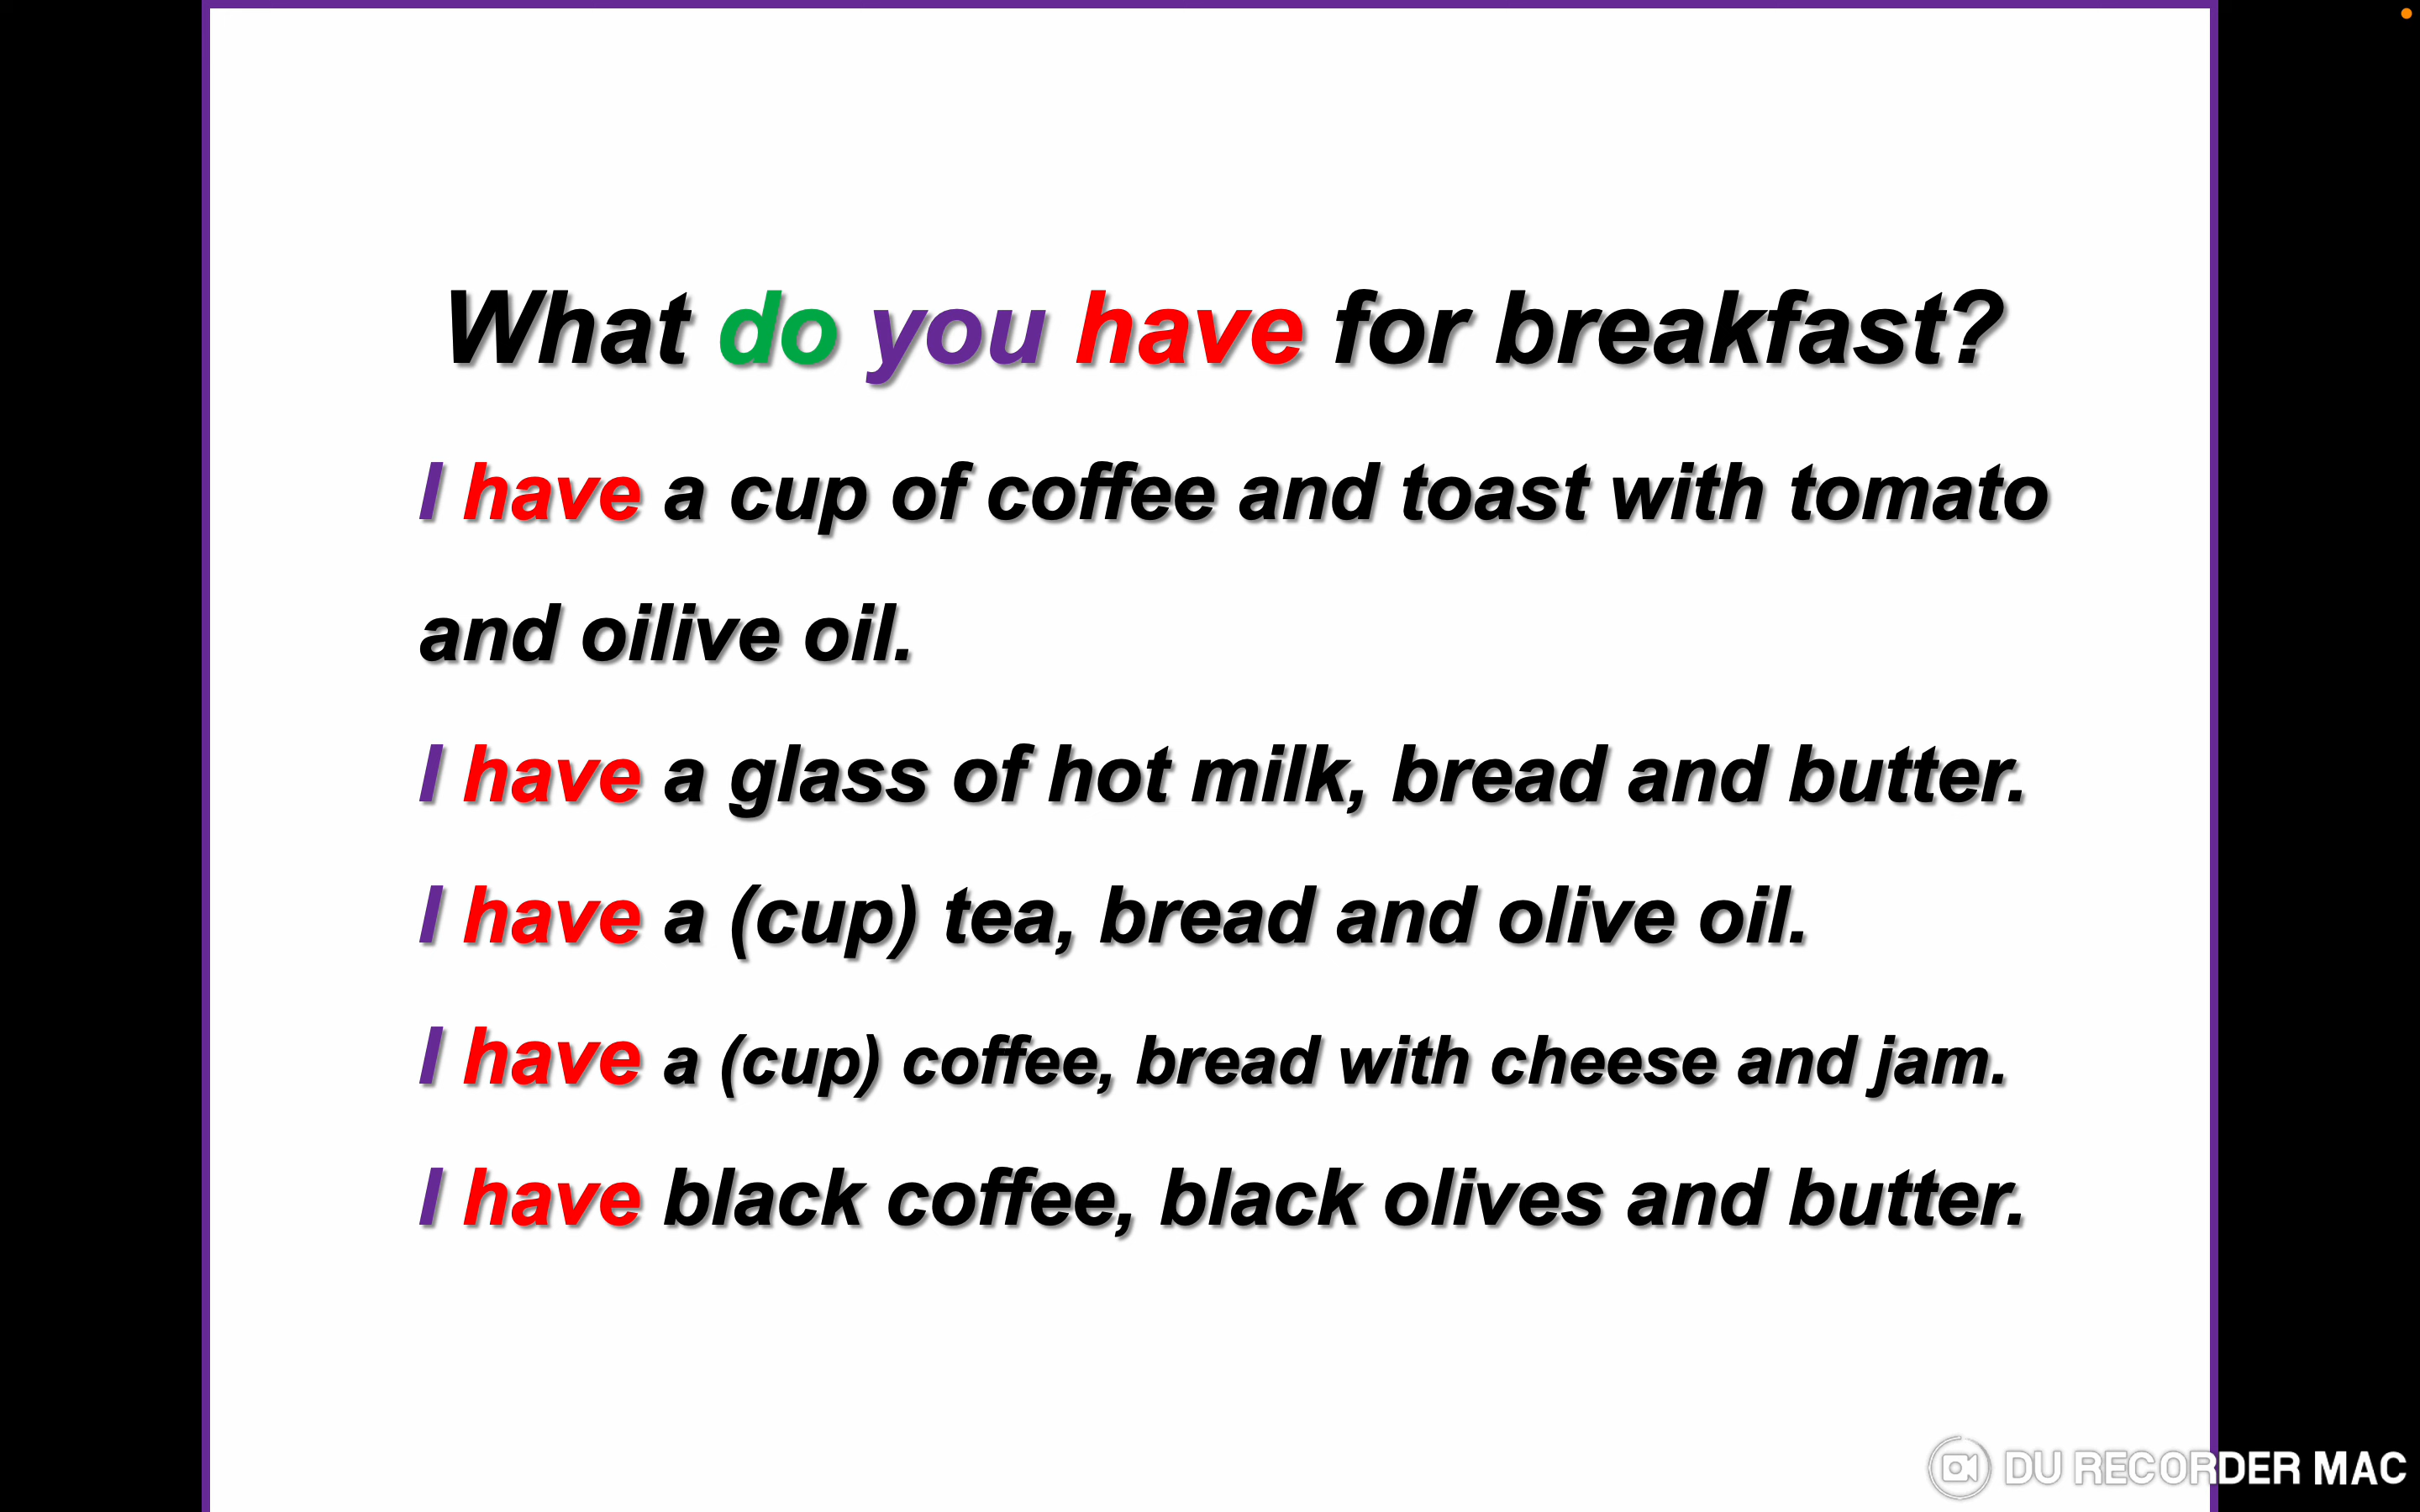 What do you have for breakfast?
I have a cup of coffee and toast with tomato
and oilive oil.
I have a glass of hot milk, bread and butter.
I have a (cup) tea, bread and olive oil.
I have a (cup) coffee, bread with cheese and jam.
I have black coffee, black olives and butter.
DU RECORDER MAC